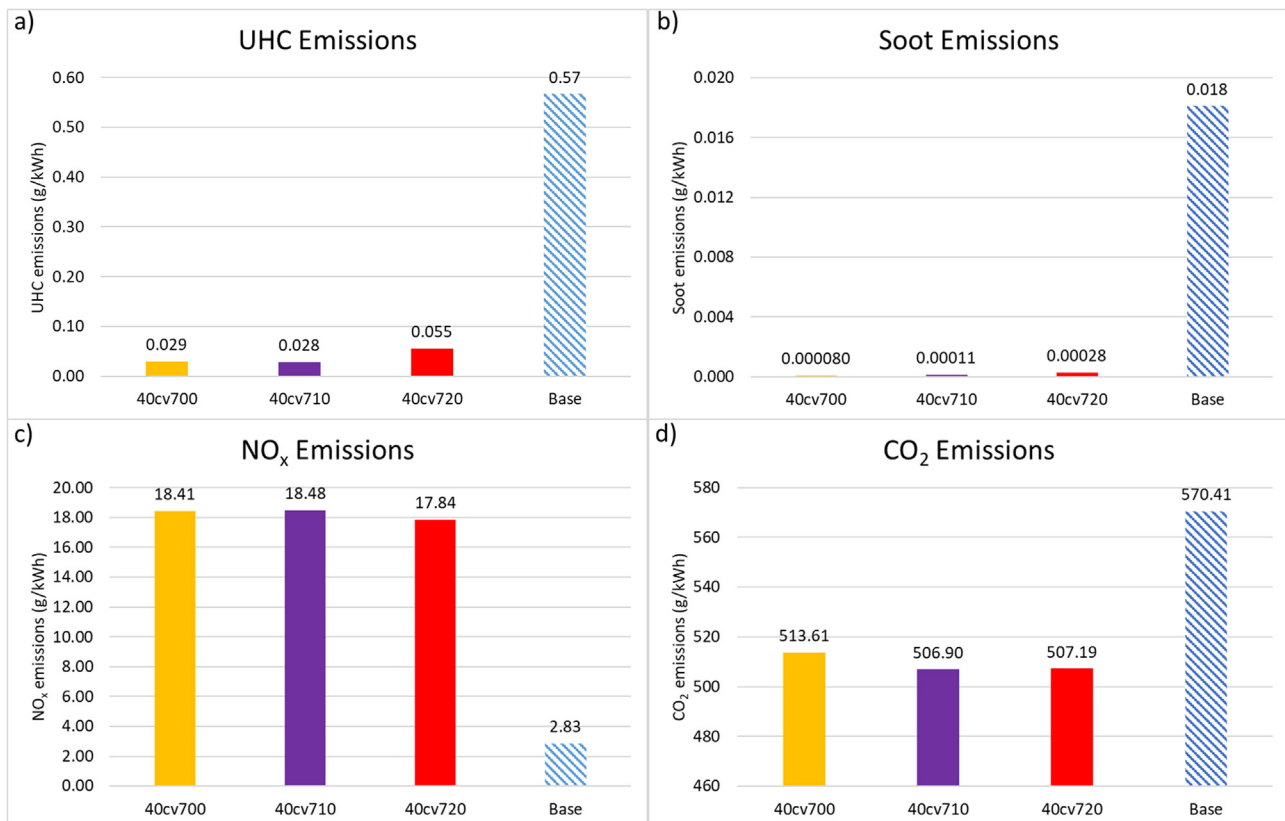 a)
UHC Emissions
UHC emissions (g/kWh)
0.60
0.50
0.40
0.30
0.20
0.10
0.00
0.029
0.028
0.055
0.57
40cv700
40cv710
40cv720
Base
b)
Soot Emissions
Soot emissions (g/kWh)
0.020
0.016
0.012
0.008
0.004
0.000
0.000080
0.00011
0.00028
0.018
40cv700
40cv710
40cv720
Base
c)
NOx Emissions
NOx emissions (g/kWh)
20.00
18.00
16.00
14.00
12.00
10.00
8.00
6.00
4.00
2.00
0.00
18.41
18.48
17.84
2.83
40cv700
40cv710
40cv720
Base
d)
CO2 Emissions
CO2 emissions (g/kWh)
580
560
540
520
500
480
460
513.61
506.90
507.19
570.41
40cv700
40cv710
40cv720
Base